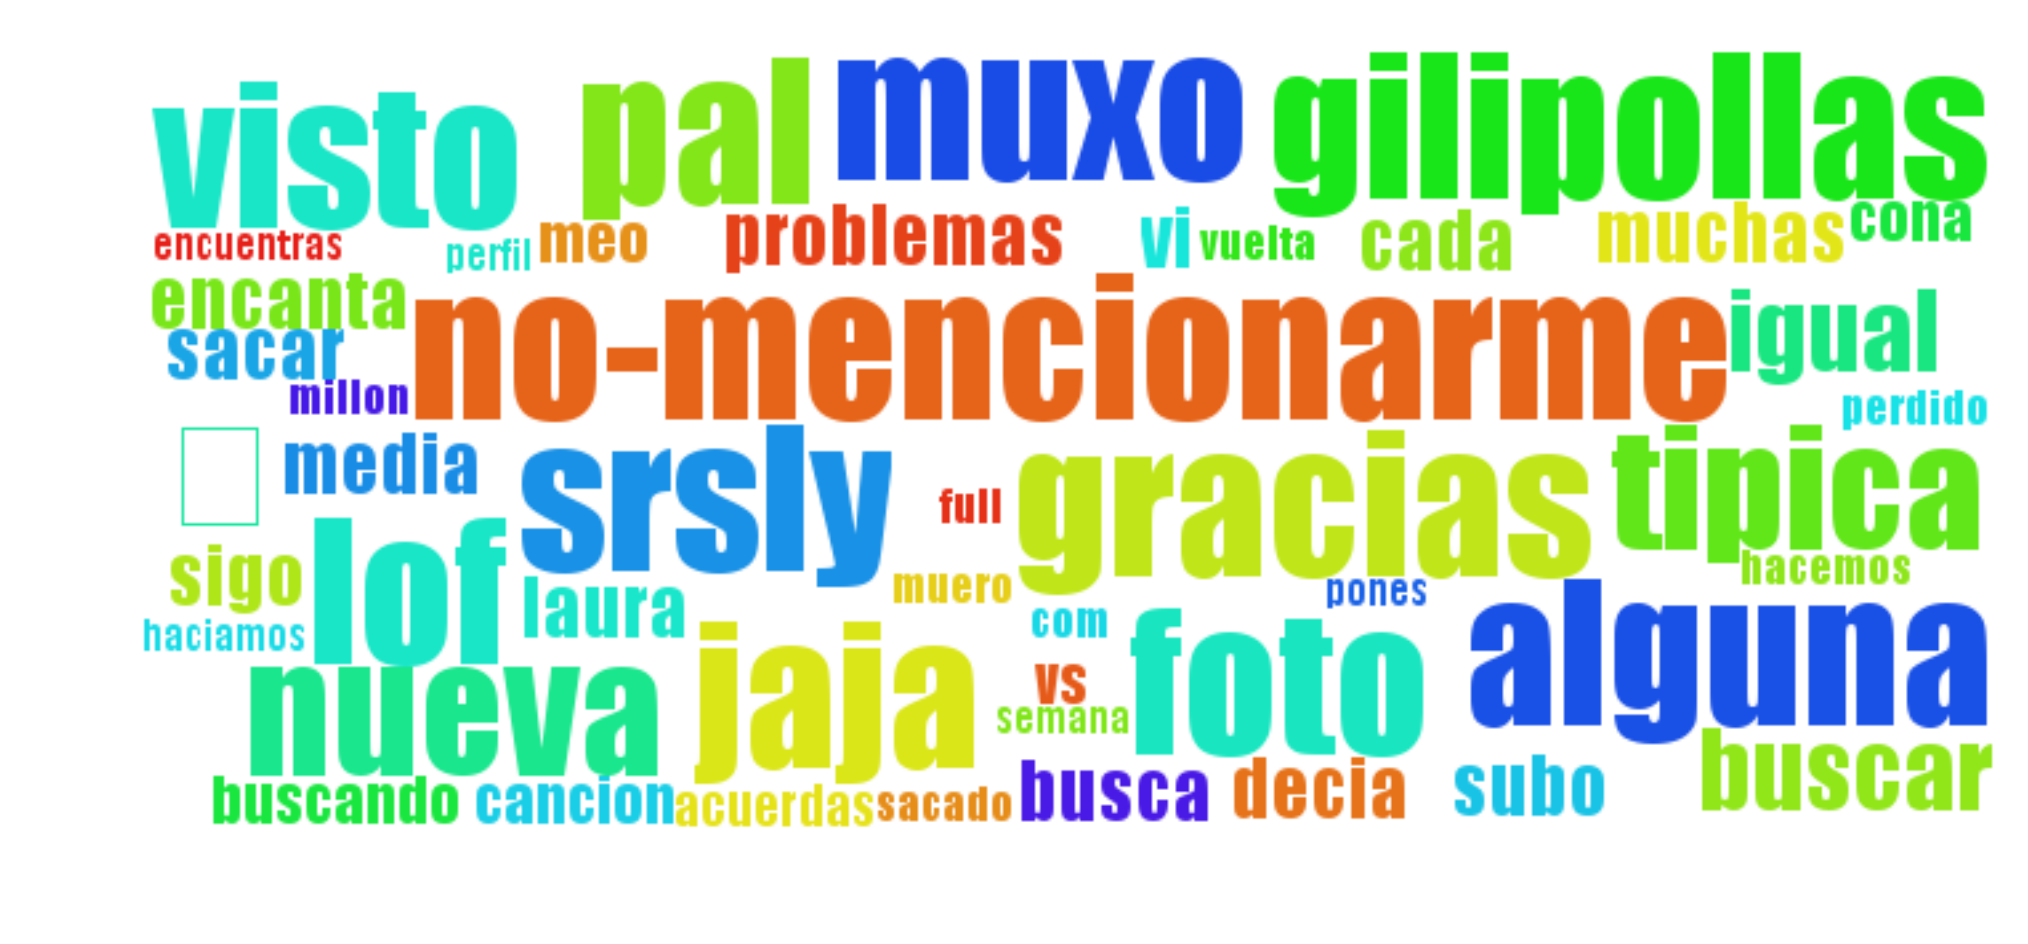 visto pal muxo gilipollas
encuentras perfil meo problemas vi vuelta cada muchas cona
encanta no-mencionarme igual
sacar
millon perdido
media srsly full gracias tipica
sigo lof laura muero pones hacemos
haciamos com foto alguna
nueva jaja vs
semana
buscando cancion acuerdas sacado busca decia subo buscar